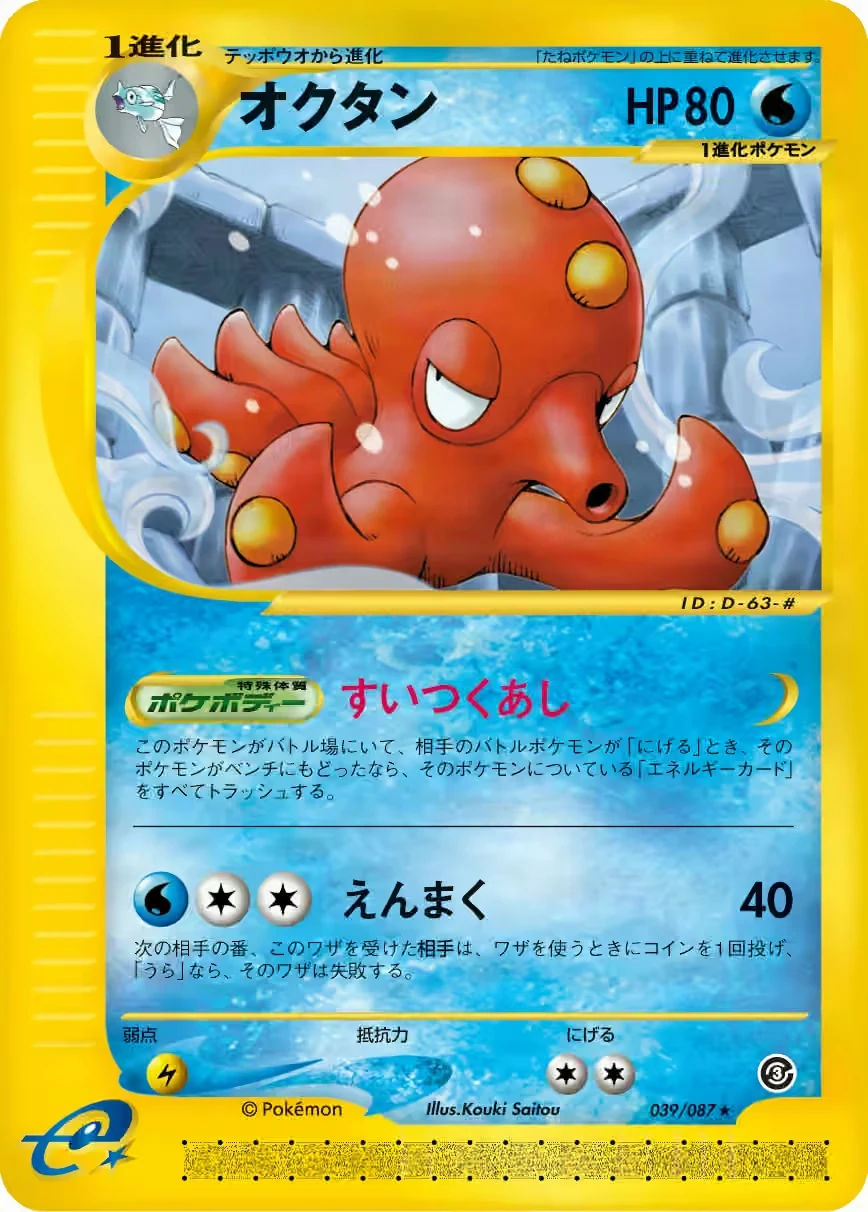 1進化
テッポウオから進化
「たねポケモン」の上に重ねて進化させます。
オクタン
HP80
1進化ポケモン
ID:D-63-#
特殊体質
ポケボディー
すいつくあし
このポケモンがバトル場にいて、相手のバトルポケモンが「にげる」とき、その
ポケモンがベンチにもどったなら、そのポケモンについている「エネルギーカード」
をすべてトラッシュする。
えんまく
40
次の相手の番、このワザを受けた相手は、ワザを使うときにコインを1回投げ、
「うら」なら、そのワザは失敗する。
弱点
抵抗力
にげる
3
© Pokémon
Illus.Kouki Saitou
039/087★
e